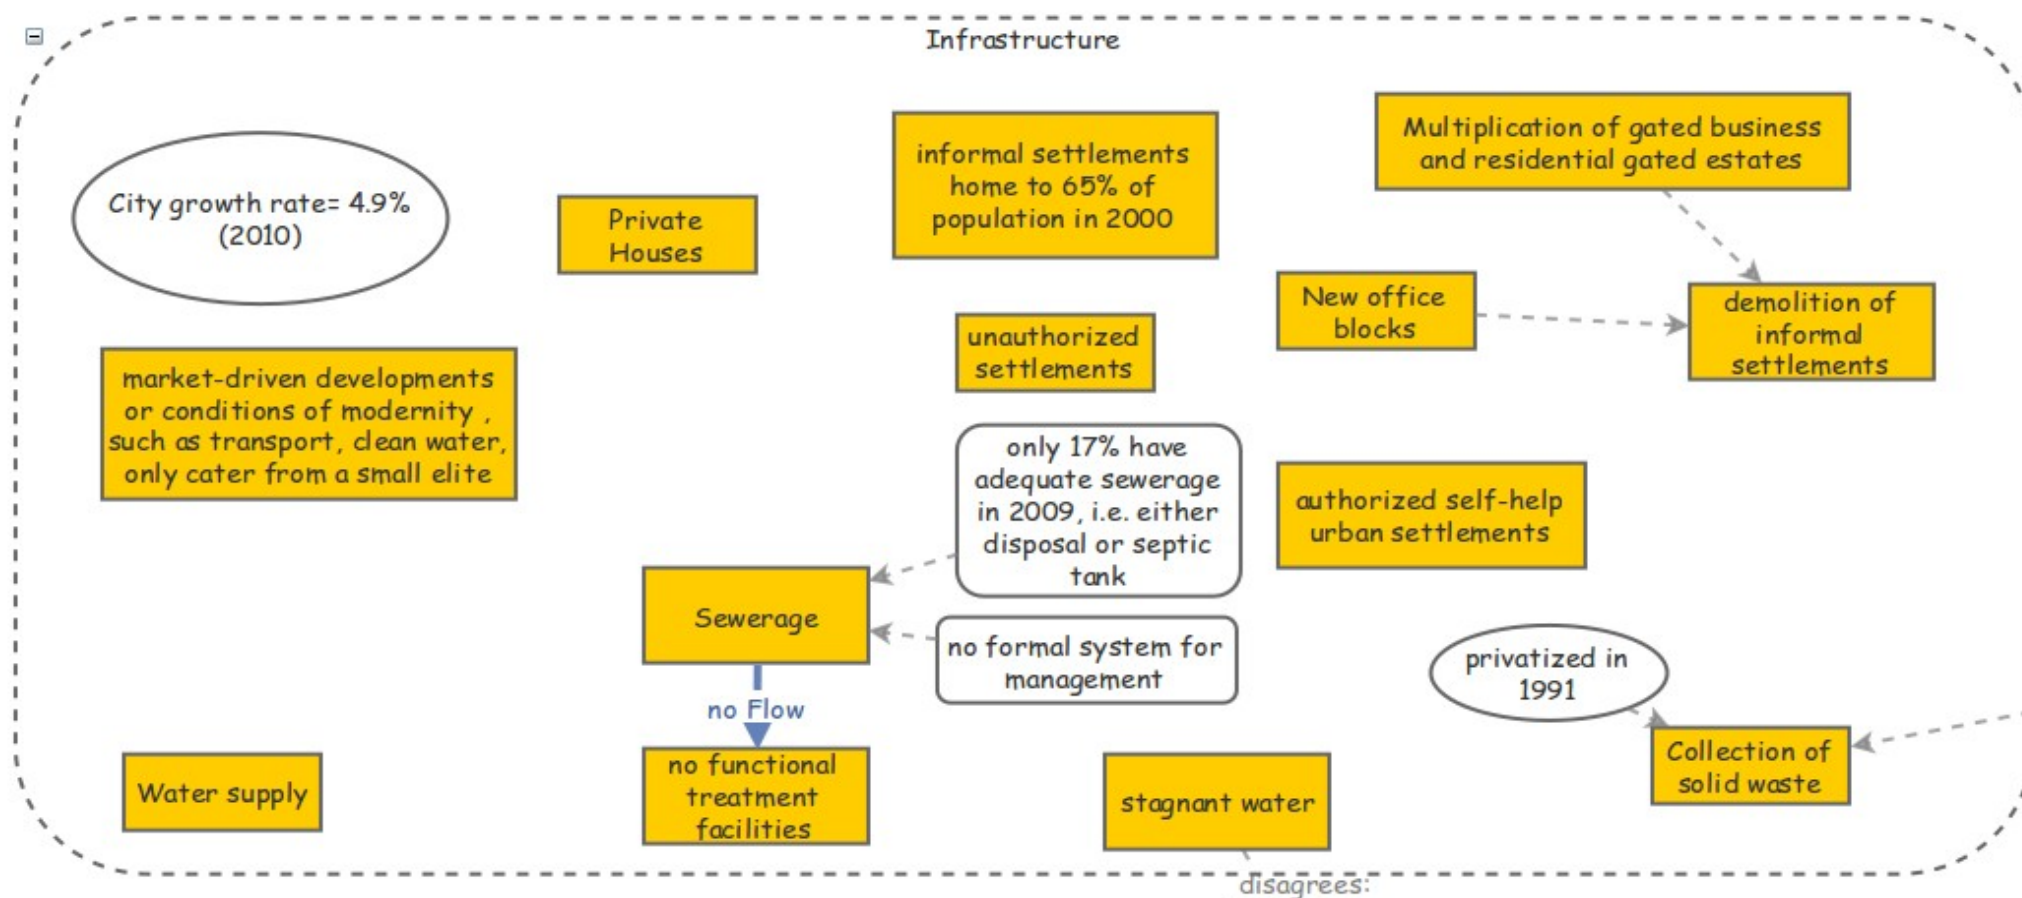 Infrastructure
City growth rate= 4.9%
(2010)
Private
Houses
informal settlements
home to 65% of
population in 2000
Multiplication of gated business
and residential gated estates
New office
blocks
demolition of
informal
settlements
unauthorized
settlements
market-driven developments
or conditions of modernity ,
such as transport, clean water,
only cater from a small elite
only 17% have
adequate sewerage
in 2009, i.e. either
disposal or septic
tank
authorized self-help
urban settlements
Sewerage
no formal system for
management
privatized in
1991
no Flow
Collection of
solid waste
Water supply
no functional
treatment
facilities
stagnant water
disagrees: